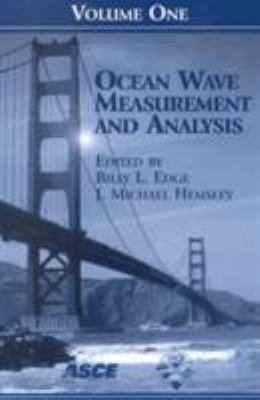 Volume One
Ocean Wave
Measurement
and Analysis
Edited by
Billy L. Edge
J. Michael Hemsley
ASCE